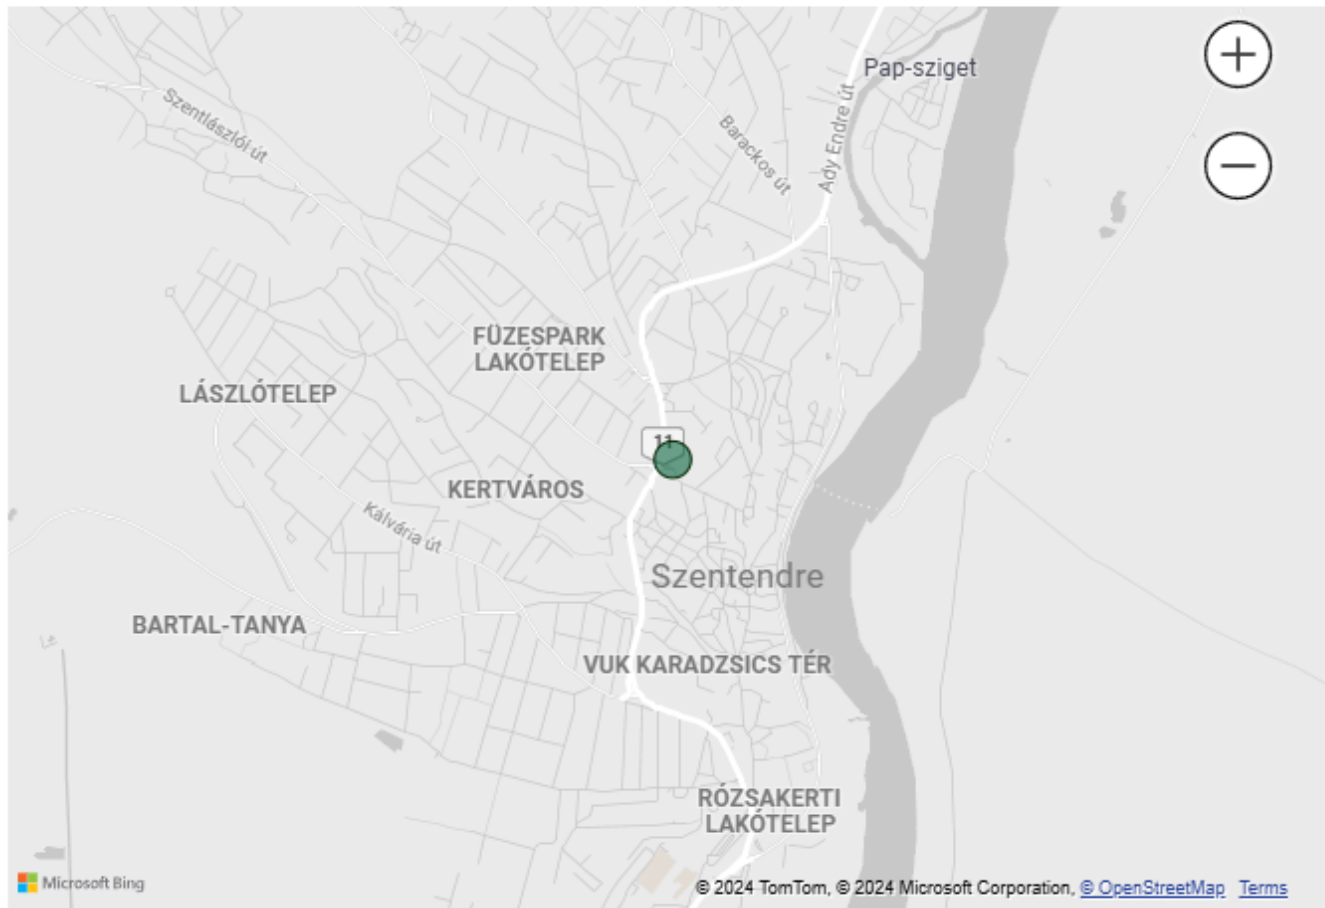 Pap-sziget
Szentlászlói út
Barackos út
Ady Endre út
FÜZESPARK
LAKÓTELEP
LÁSZLÓTELEP
11
KERTVÁROS
Kálvária út
Szentendre
BARTAL-TANYA
VUK KARADZSICS TÉR
RÓZSAKERTI
LAKÓTELEP
Microsoft Bing
© 2024 TomTom, © 2024 Microsoft Corporation, © OpenStreetMap Terms